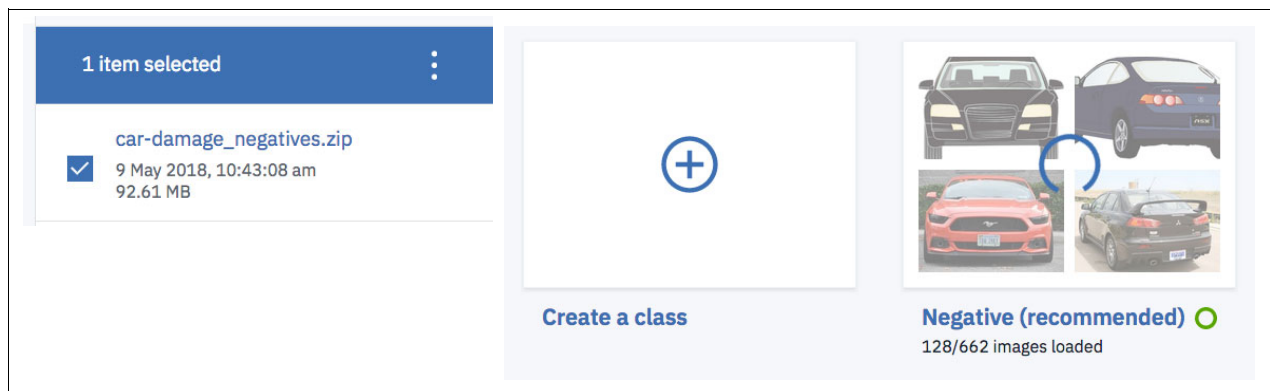 1 item selected
car-damage_negatives.zip
9 May 2018, 10:43:08 am
92.61 MB
Create a class
Negative (recommended)
128/662 images loaded